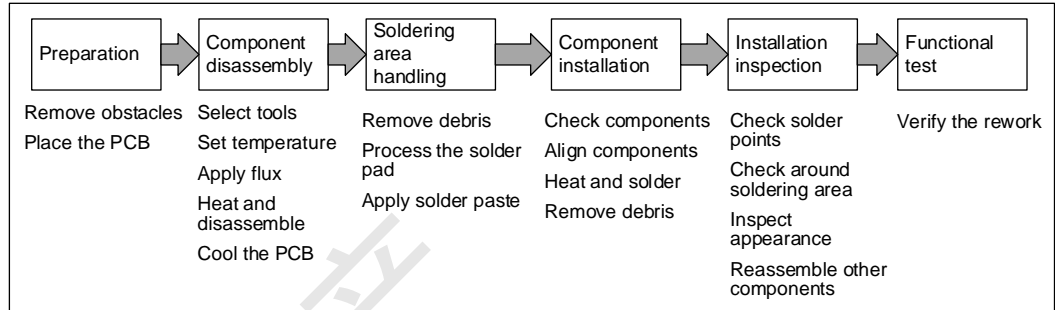 Preparation
Component
disassembly
Soldering
area
handling
Component
installation
Installation
inspection
Functional
test
Remove obstacles
Place the PCB
Select tools
Set temperature
Apply flux
Heat and
disassemble
Cool the PCB
Remove debris
Process the solder
pad
Apply solder paste
Check components
Align components
Heat and solder
Remove debris
Check solder
points
Check around
soldering area
Inspect
appearance
Reassemble other
components
Verify the rework